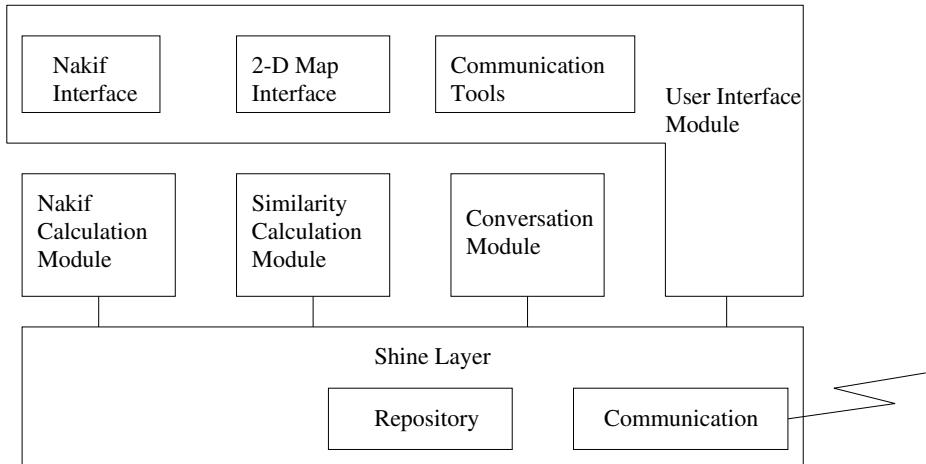 Nakif
Interface
2-D Map
Interface
Communication
Tools
User Interface
Module
Nakif
Calculation
Module
Similarity
Calculation
Module
Conversation
Module
Shine Layer
Repository
Communication